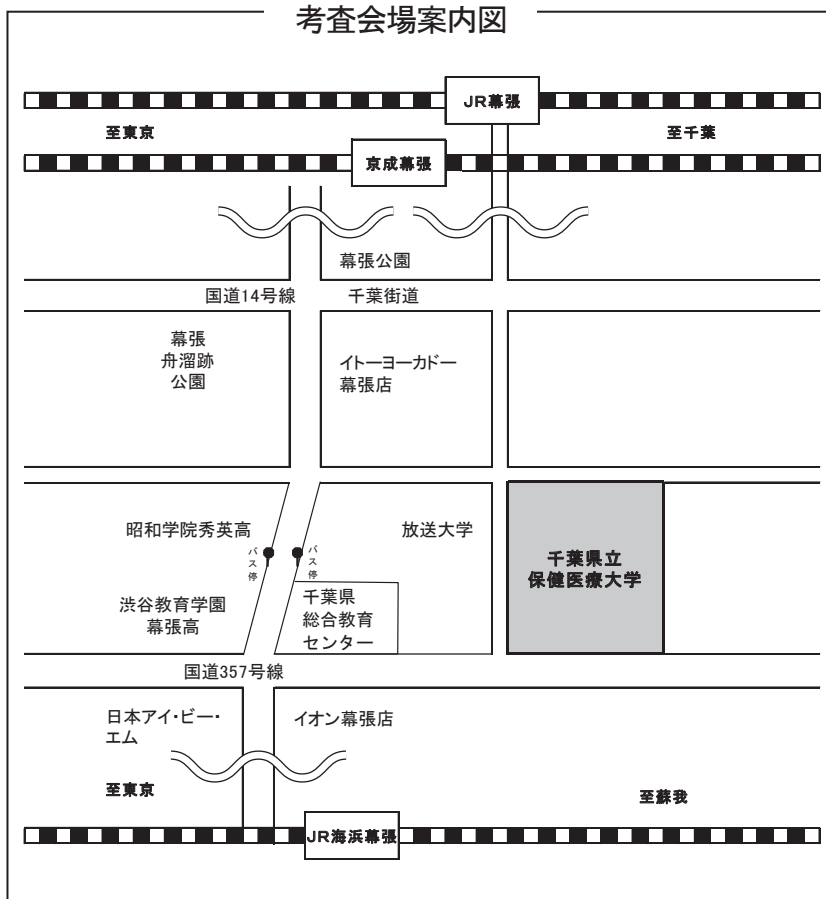 考査会場案内図
JR幕張
至東京
至千葉
京成幕張
幕張公園
国道14号線
千葉街道
幕張
舟溜跡
公園
イトーヨーカドー
幕張店
昭和学院秀英高
バス停
バス停
放送大学
千葉県立
保健医療大学
渋谷教育学園
幕張高
千葉県
総合教育
センター
国道357号線
日本アイ・ビー・
エム
イオン幕張店
至東京
至蘇我
JR海浜幕張